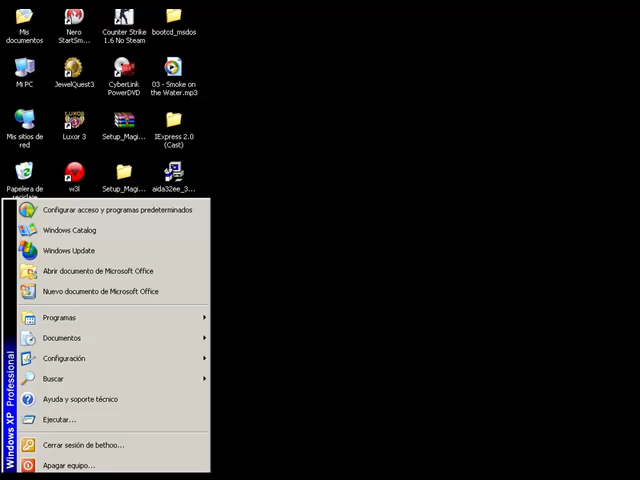 Mis documentos
Nero StartSm...
Counter Strike 1.6 No Steam
bootcd_msdos
Mi PC
JewelQuest3
CyberLink PowerDVD
03 - Smoke on the Water.mp3
Mis sitios de red
Luxor 3
Setup_Magi...
IExpress 2.0 (Cast)
Papelera de reciclaje
w3l
Setup_Magi...
aida32ee_3...
Configurar acceso y programas predeterminados
Windows Catalog
Windows Update
Abrir documento de Microsoft Office
Nuevo documento de Microsoft Office
Programas
Documentos
Configuración
Buscar
Ayuda y soporte técnico
Ejecutar...
Cerrar sesión de bethoo...
Apagar equipo...
Windows XP Professional